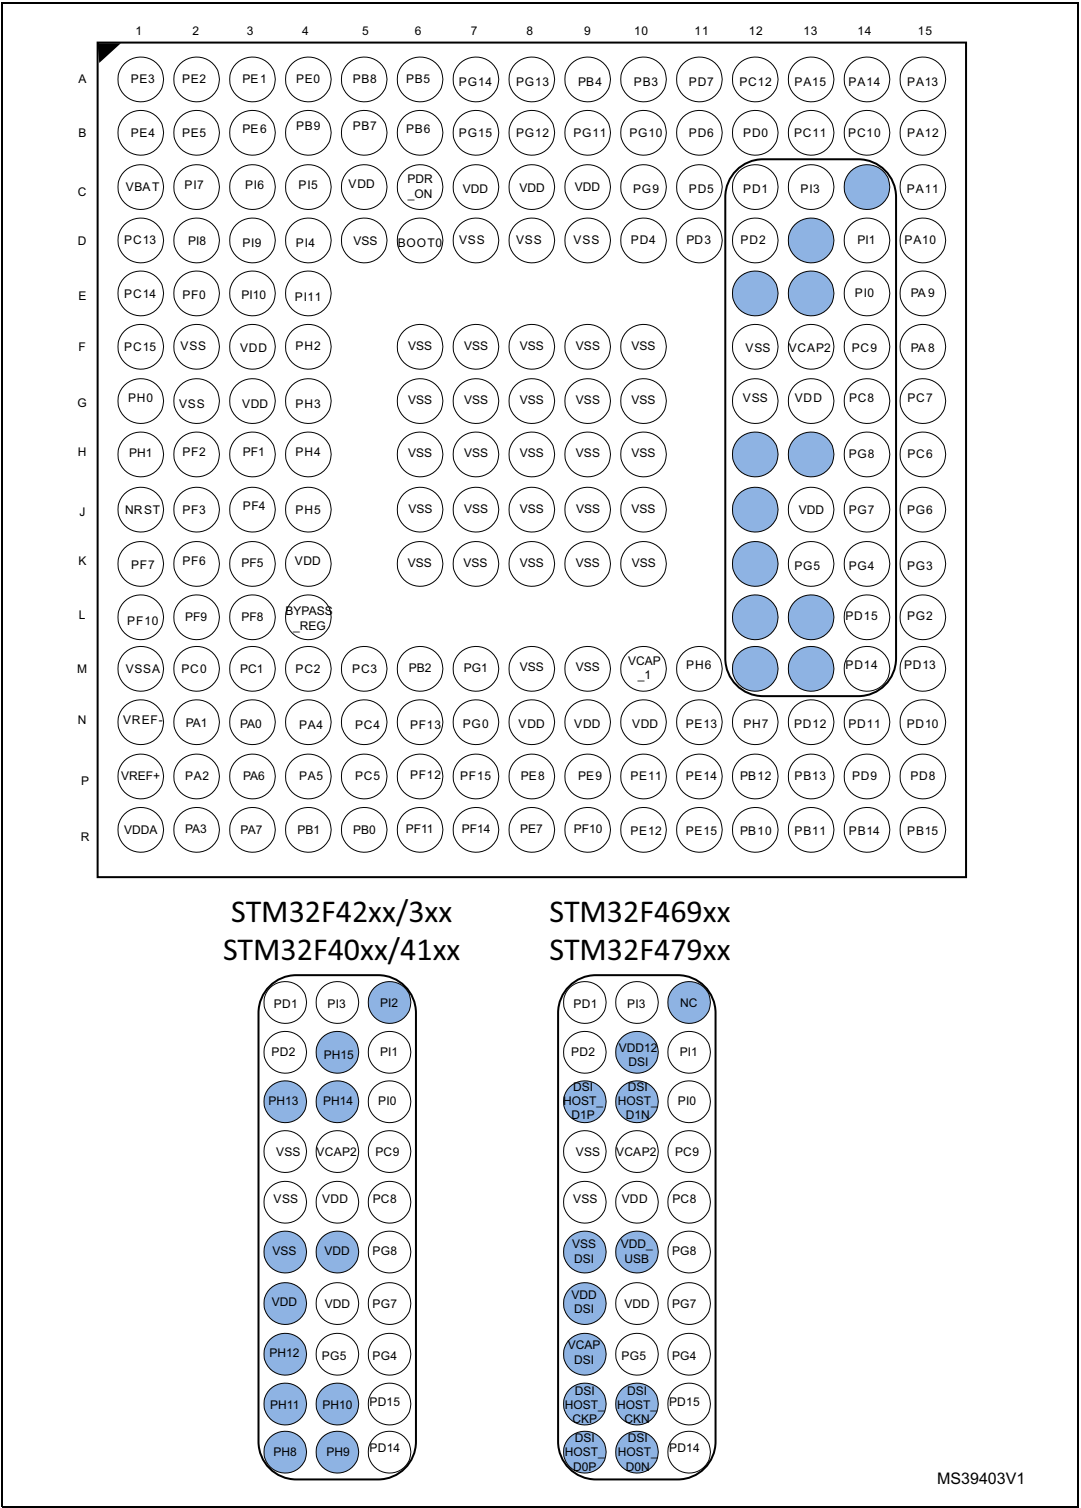 1 2 3 4 5 6 7 8 9 10 11 12 13 14 15
A PE3 PE2 PE1 PE0 PB8 PB5 PG14 PG13 PB4 PB3 PD7 PC12 PA15 PA14 PA13
B PE4 PE5 PE6 PB9 PB7 PB6 PG15 PG12 PG11 PG10 PD6 PD0 PC11 PC10 PA12
C VBAT PI7 PI6 PI5 VDD PDR_ON VDD VDD VDD PG9 PD5 PD1 PI3 PA11
D PC13 PI8 PI9 PI4 VSS BOOT0 VSS VSS VSS PD4 PD3 PD2 PI1 PA10
E PC14 PF0 PI10 PI11 PI0 PA9
F PC15 VSS VDD PH2 VSS VSS VSS VSS VSS VSS VCAP2 PC9 PA8
G PH0 VSS VDD PH3 VSS VSS VSS VSS VSS VSS VDD PC8 PC7
H PH1 PF2 PF1 PH4 VSS VSS VSS VSS VSS PG8 PC6
J NRST PF3 PF4 PH5 VSS VSS VSS VSS VSS VDD PG7 PG6
K PF7 PF6 PF5 VDD VSS VSS VSS VSS VSS PG5 PG4 PG3
L PF10 PF9 PF8 BYPASS_REG PD15 PG2
M VSSA PC0 PC1 PC2 PC3 PB2 PG1 VSS VSS VCAP_1 PH6 PD14 PD13
N VREF- PA1 PA0 PA4 PC4 PF13 PG0 VDD VDD VDD PE13 PH7 PD12 PD11 PD10
P VREF+ PA2 PA6 PA5 PC5 PF12 PF15 PE8 PE9 PE11 PE14 PB12 PB13 PD9 PD8
R VDDA PA3 PA7 PB1 PB0 PF11 PF14 PE7 PF10 PE12 PE15 PB10 PB11 PB14 PB15
STM32F42xx/3xx
STM32F40xx/41xx
PD1 PI3 PI2
PD2 PH15 PI1
PH13 PH14 PI0
VSS VCAP2 PC9
VSS VDD PC8
VSS VDD PG8
VDD VDD PG7
PH12 PG5 PG4
PH11 PH10 PD15
PH8 PH9 PD14
STM32F469xx
STM32F479xx
PD1 PI3 NC
PD2 VDD12 DSI PI1
DSI HOST_ D1P DSI HOST_ D1N PI0
VSS VCAP2 PC9
VSS VDD PC8
VSS DSI VDD_ USB PG8
VDD DSI VDD PG7
VCAP DSI PG5 PG4
DSI HOST_ CKP DSI HOST_ CKN PD15
DSI HOST_ D0P DSI HOST_ D0N PD14
MS39403V1